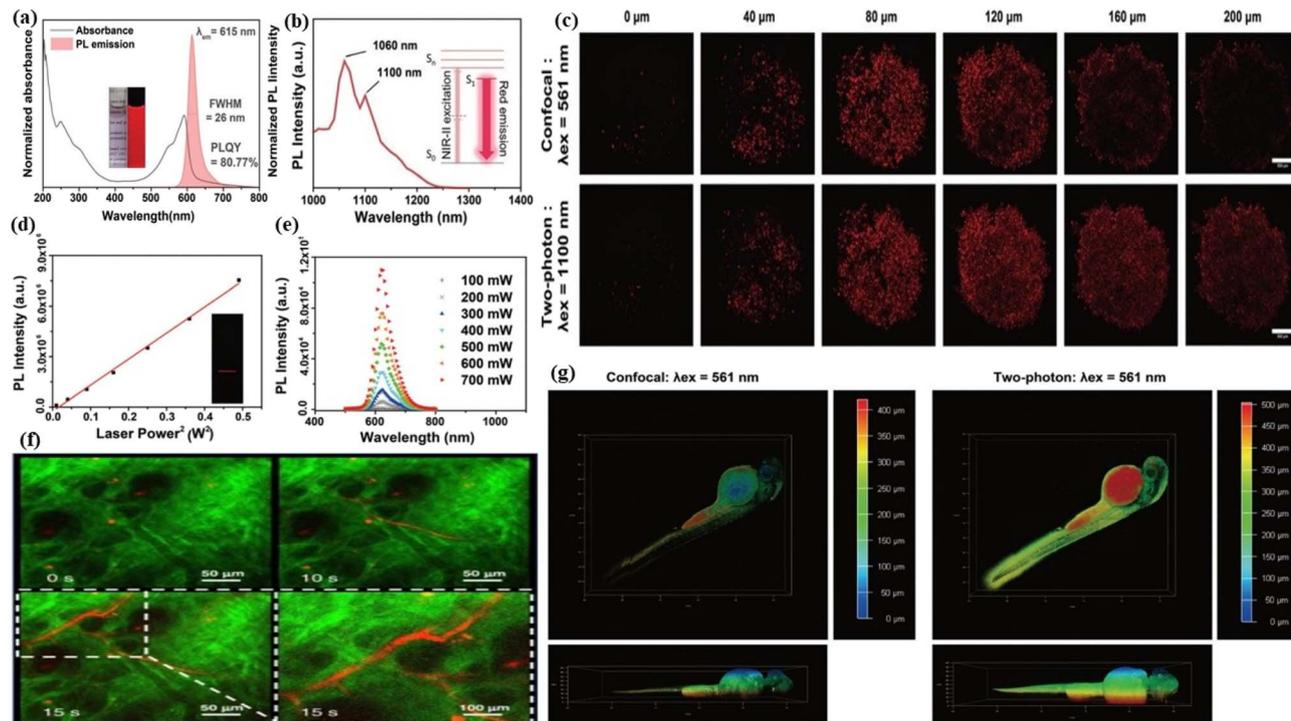 (a)
Absorbance
PL emission
λem = 615 nm
FWHM
= 26 nm
PLQY
= 80.77%
Normalized absorbance
Normalized PL Iintensity
200 300 400 500 600 700 800
Wavelength(nm)
(b)
1060 nm
1100 nm
Sn
S1
S0
NIR-II excitation
Red emission
PL Intensity (a.u.)
1000 1100 1200 1300 1400
Wavelength (nm)
(c)
0 μm 40 μm 80 μm 120 μm 160 μm 200 μm
Confocal :
λex = 561 nm
Two-photon :
λex = 1100 nm
(d)
PL Intensity (a.u.)
9.0x10⁶
6.0x10⁶
3.0x10⁶
0.0
0.0 0.1 0.2 0.3 0.4 0.5
Laser Power² (W²)
(e)
PL Intensity (a.u.)
8.0x10⁴
4.0x10⁴
0.0
100 mW
200 mW
300 mW
400 mW
500 mW
600 mW
700 mW
400 600 800 1000
Wavelength (nm)
(f)
0 s 50 μm
10 s 50 μm
15 s 50 μm
15 s 100 μm
(g)
Confocal: λex = 561 nm
400 μm
350 μm
300 μm
250 μm
200 μm
150 μm
100 μm
50 μm
0 μm
Two-photon: λex = 561 nm
500 μm
450 μm
400 μm
350 μm
300 μm
250 μm
200 μm
150 μm
100 μm
50 μm
0 μm